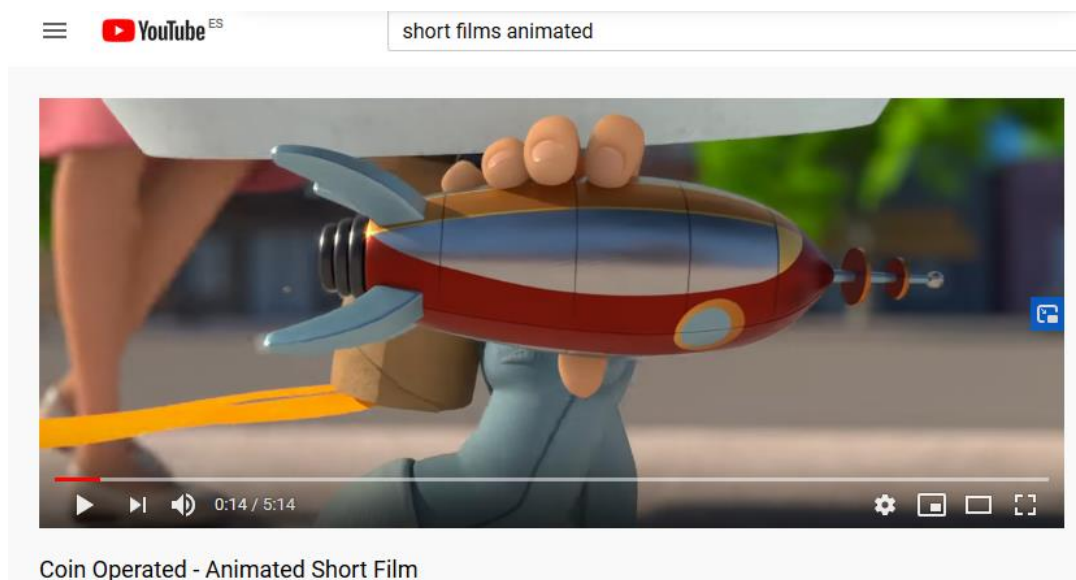 YouTube ES
short films animated
0:14 / 5:14
Coin Operated - Animated Short Film